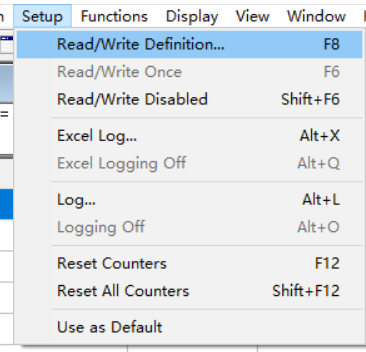 Setup Functions Display View Window
Read/Write Definition... F8
Read/Write Once F6
Read/Write Disabled Shift+F6
Excel Log... Alt+X
Excel Logging Off Alt+Q
Log... Alt+L
Logging Off Alt+O
Reset Counters F12
Reset All Counters Shift+F12
Use as Default